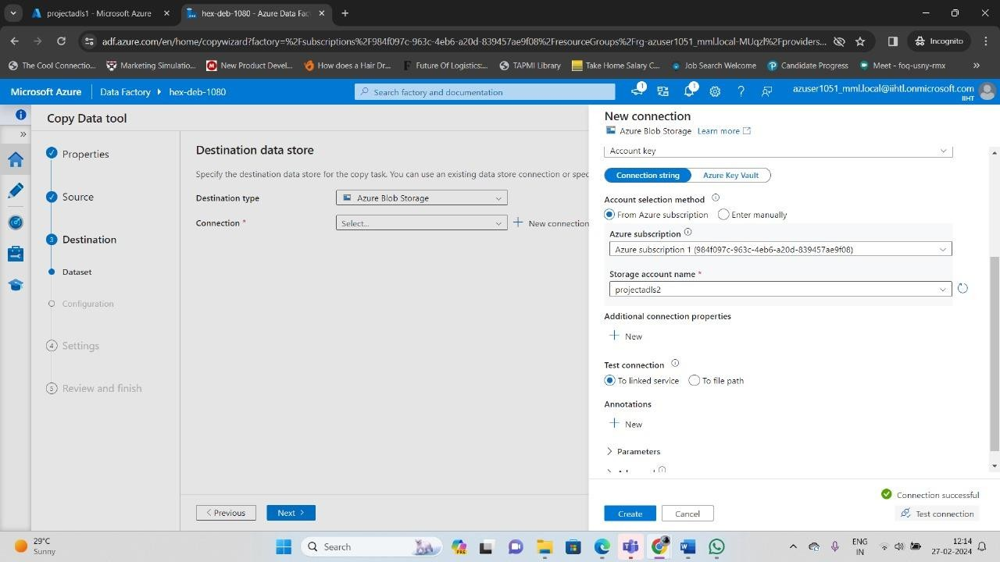 projectadls1 - Microsoft Azure
hex-deb-1080 - Azure Data Fac
adf.azure.com/en/home/copywizard?factory=%2Fsubscriptions%2F984f097c-963c-4eb6-a20d-839457ae9f08%2FresourceGroups%2Frg-azuser1051_mml.local-MUqzl%2Fproviders...
Incognito
The Cool Connectio...
Marketing Simulatio...
New Product Devel...
How does a Hair Dr...
Future Of Logistics:...
TAPMI Library
Take Home Salary C...
Job Search Welcome
Candidate Progress
Meet - foq-usny-rmx
Microsoft Azure
Data Factory
hex-deb-1080
Search factory and documentation
1
1
azuser1051_mml.local@iihtl.onmicrosoft.com
IIHT
Copy Data tool
Properties
Source
3 Destination
Dataset
Configuration
4 Settings
5 Review and finish
Destination data store
Specify the destination data store for the copy task. You can use an existing data store connection or spec
Destination type
Azure Blob Storage
Connection *
Select...
New connection
Previous
Next
New connection
Azure Blob Storage
Learn more
Account key
Connection string
Azure Key Vault
Account selection method
From Azure subscription
Enter manually
Azure subscription
Azure subscription 1 (984f097c-963c-4eb6-a20d-839457ae9f08)
Storage account name *
projectadls2
Additional connection properties
New
Test connection
To linked service
To file path
Annotations
New
Parameters
Connection successful
Create
Cancel
Test connection
29°C
Sunny
Search
PRE
ENG
IN
12:14
27-02-2024